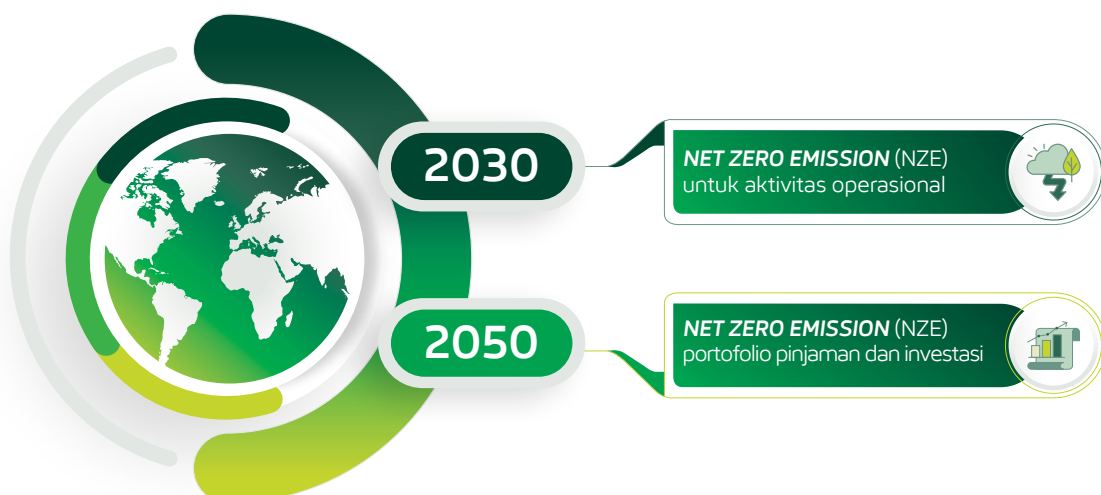 2030
NET ZERO EMISSION (NZE)
untuk aktivitas operasional
2050
NET ZERO EMISSION (NZE)
portofolio pinjaman dan investasi